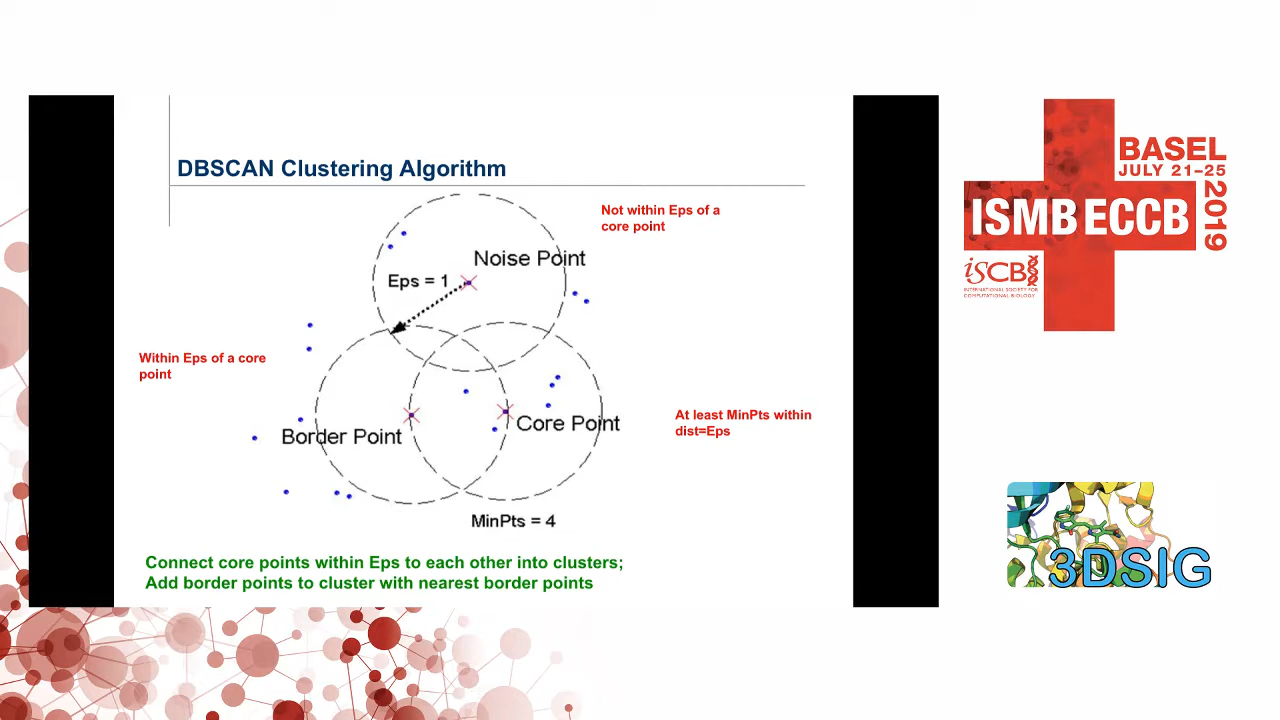 DBSCAN Clustering Algorithm
Not within Eps of a
core point
Noise Point
Eps = 1
Within Eps of a core
point
Core Point
At least MinPts within
dist=Eps
Border Point
MinPts = 4
Connect core points within Eps to each other into clusters;
Add border points to cluster with nearest border points
BASEL
JULY 21–25
2019
ISMB ECCB
ISCB
INTERNATIONAL SOCIETY FOR
COMPUTATIONAL BIOLOGY
3DSIG